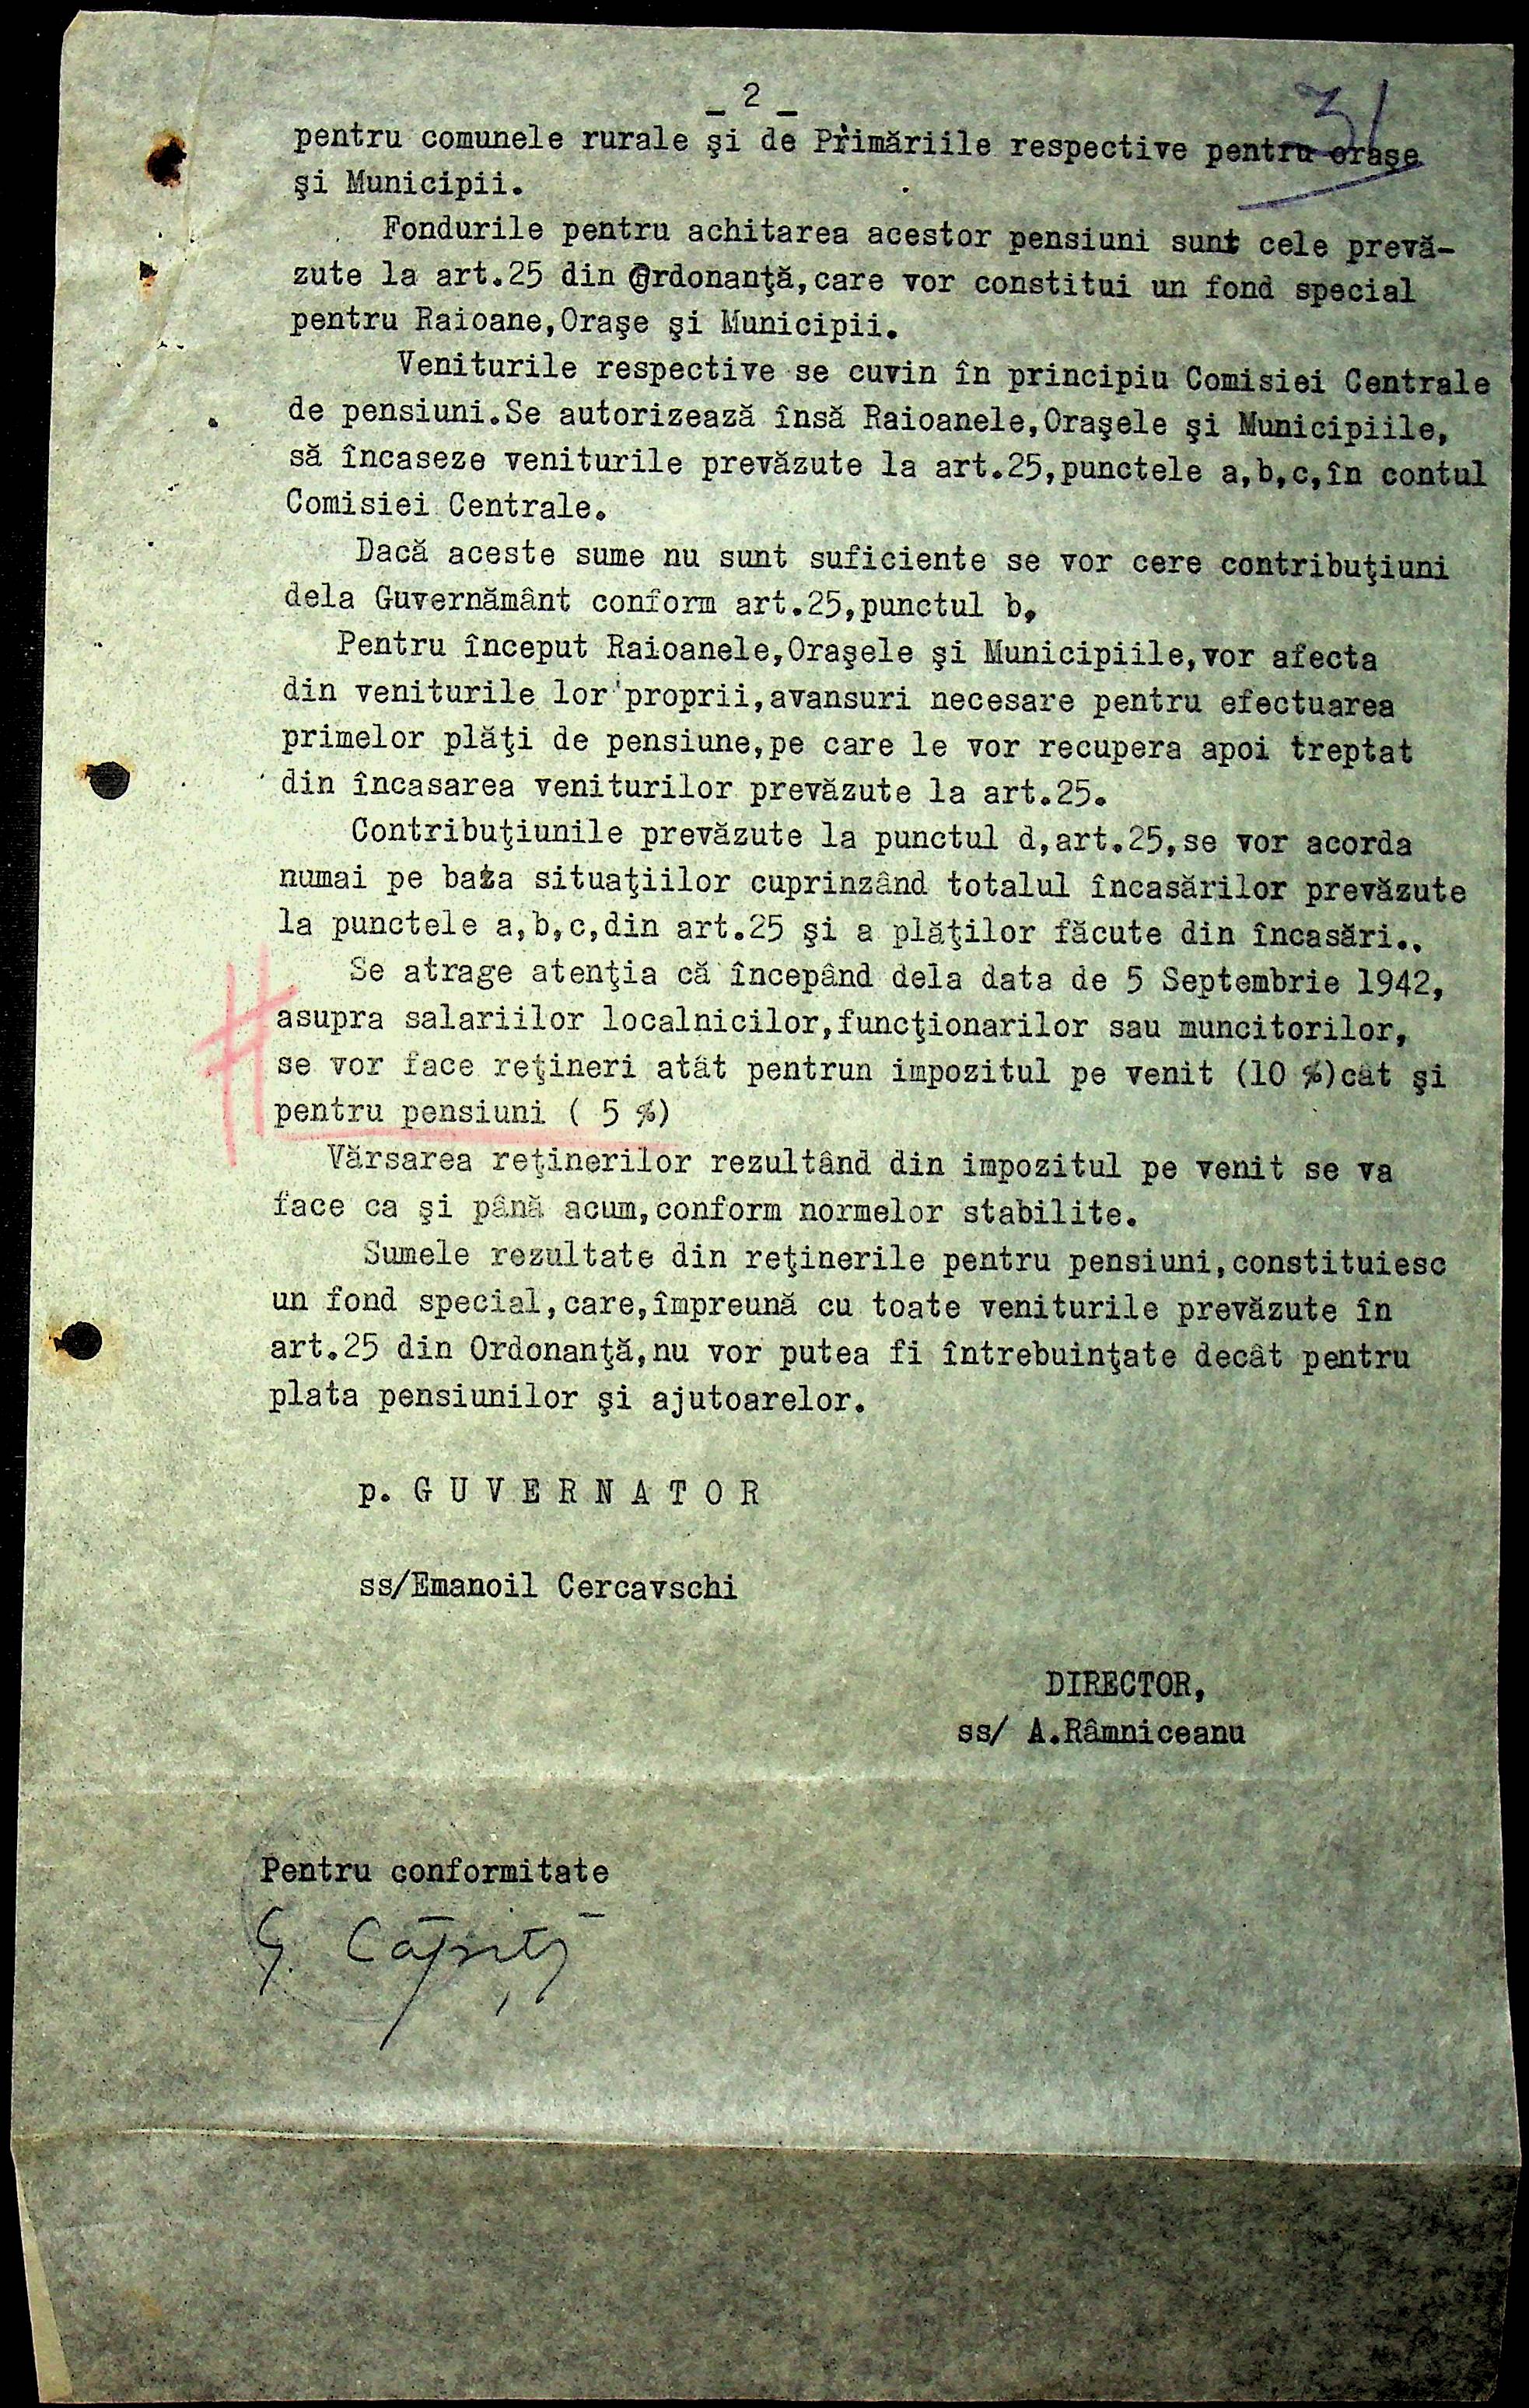 _ 2 _
31
pentru comunele rurale şi de Primăriile respective pentru oraşe
şi Municipii.
Fondurile pentru achitarea acestor pensiuni sunt cele prevă-
zute la art.25 din Ordonanţă,care vor constitui un fond special
pentru Raioane,Oraşe şi Municipii.
Veniturile respective se cuvin în principiu Comisiei Centrale
de pensiuni.Se autorizează însă Raioanele,Oraşele şi Municipiile,
să încaseze veniturile prevăzute la art.25,punctele a,b,c,în contul
Comisiei Centrale.
Dacă aceste sume nu sunt suficiente se vor cere contribuţiuni
dela Guvernământ conform art.25,punctul b,
Pentru început Raioanele,Oraşele şi Municipiile,vor afecta
din veniturile lor proprii,avansuri necesare pentru efectuarea
primelor plăţi de pensiune,pe care le vor recupera apoi treptat
din încasarea veniturilor prevăzute la art.25.
Contribuţiunile prevăzute la punctul d,art.25,se vor acorda
numai pe baza situaţiilor cuprinzând totalul încasărilor prevăzute
la punctele a,b,c,din art.25 şi a plăţilor făcute din încasări..
Se atrage atenţia că începând dela data de 5 Septembrie 1942,
asupra salariilor localnicilor,funcţionarilor sau muncitorilor,
se vor face reţineri atât pentrun impozitul pe venit (10 %)cât şi
pentru pensiuni ( 5 %)
Vărsarea reţinerilor rezultând din impozitul pe venit se va
face ca şi până acum,conform normelor stabilite.
Sumele rezultate din reţinerile pentru pensiuni,constituiesc
un fond special,care,împreună cu toate veniturile prevăzute în
art.25 din Ordonanţă,nu vor putea fi întrebuinţate decât pentru
plata pensiunilor şi ajutoarelor.
p. G U V E R N A T O R
ss/Emanoil Cercavschi
DIRECTOR,
ss/ A.Râmniceanu
Pentru conformitate
G.